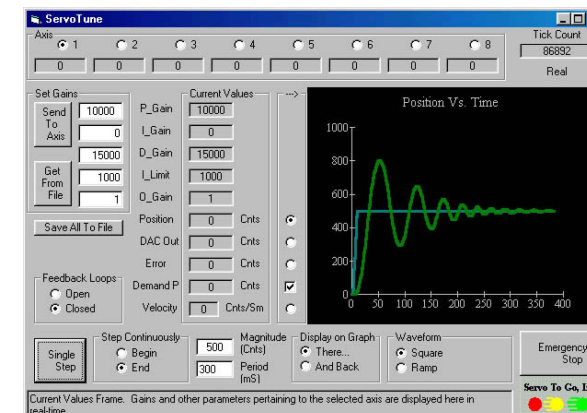 ServoTune
Axis
1 2 3 4 5 6 7 8
0 0 0 0 0 0 0 0
Tick Count
86892
Real
Set Gains
Send To Axis
10000
0
15000
Get From File
1000
1
Save All To File
Feedback Loops
Open
Closed
Current Values
P_Gain 10000
I_Gain 0
D_Gain 15000
I_Limit 1000
O_Gain 1
Position 0 Cnts
DAC Out 0 Cnts
Error 0 Cnts
Demand P 0 Cnts
Velocity 0 Cnts/Sm
--->
Position Vs. Time
1000
800
600
400
200
0
0 50 100 150 200 250 300 350 400
Single Step
Step Continuously
Begin
End
500 Magnitude (Cnts)
300 Period (mS)
Display on Graph
There...
And Back
Waveform
Square
Ramp
Emergency Stop
Servo To Go,
Current Values Frame. Gains and other parameters pertaining to the selected axis are displayed here in
real-time.